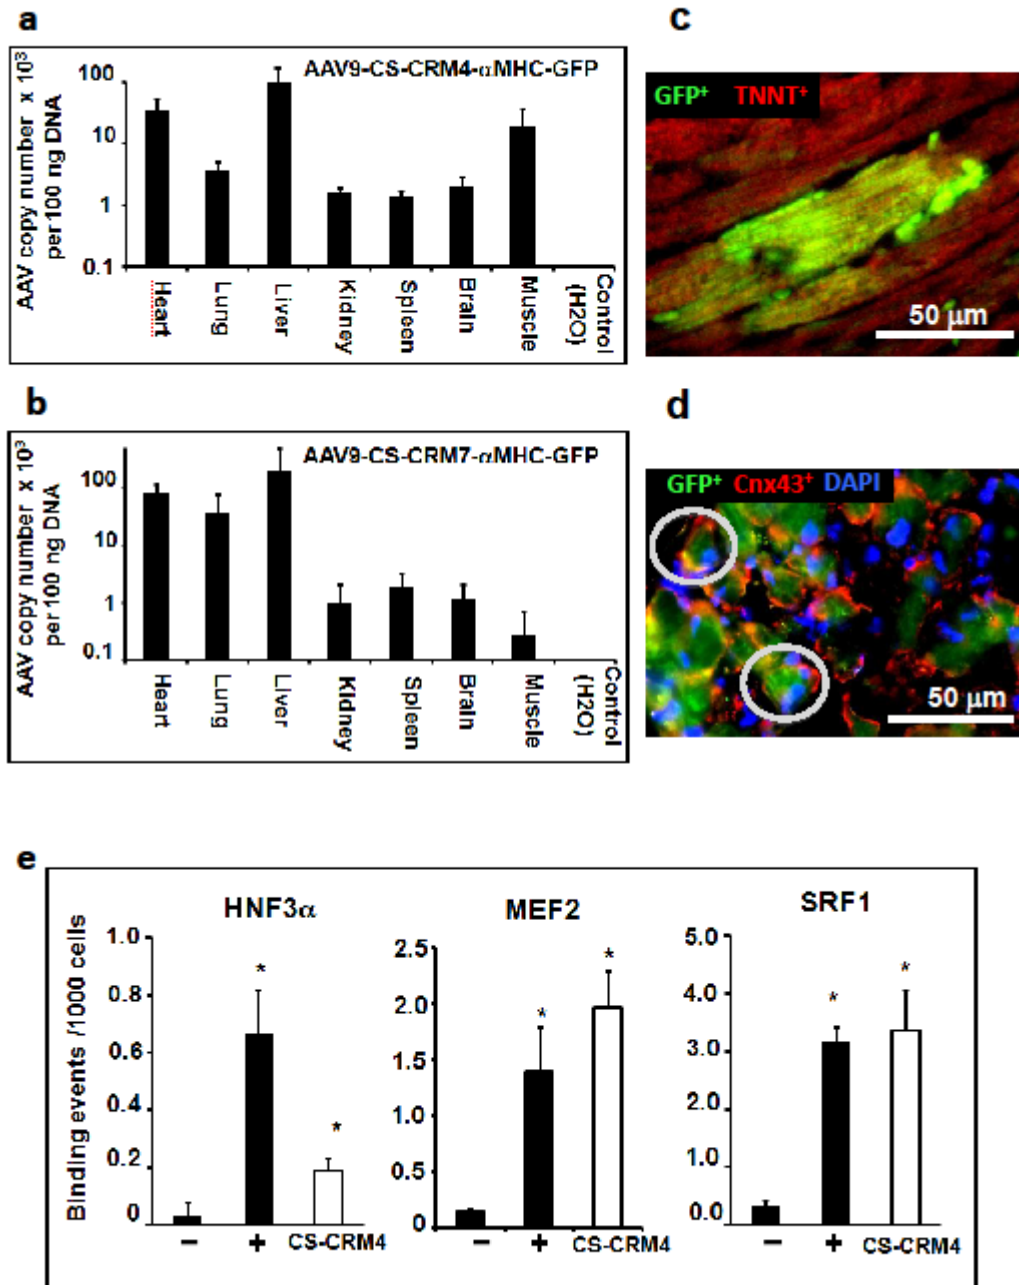 a
AAV9-CS-CRM4-αMHC-GFP
AAV copy number x 10³
per 100 ng DNA
100
10
1
0.1
Heart
Lung
Liver
Kidney
Spleen
Brain
Muscle
Control
(H2O)
b
AAV9-CS-CRM7-αMHC-GFP
AAV copy number x 10³
per 100 ng DNA
100
10
1
0.1
Heart
Lung
Liver
Kidney
Spleen
Brain
Muscle
Control
(H2O)
c
GFP⁺ TNNT⁺
50 µm
d
GFP⁺ Cnx43⁺ DAPI
50 µm
e
Binding events /1000 cells
HNF3α
1.0
0.8
0.6
0.4
0.2
0
*
*
− + CS-CRM4
MEF2
2.5
2.0
1.5
1.0
0.5
0
*
*
− + CS-CRM4
SRF1
5.0
4.0
3.0
2.0
1.0
0.0
*
*
− + CS-CRM4